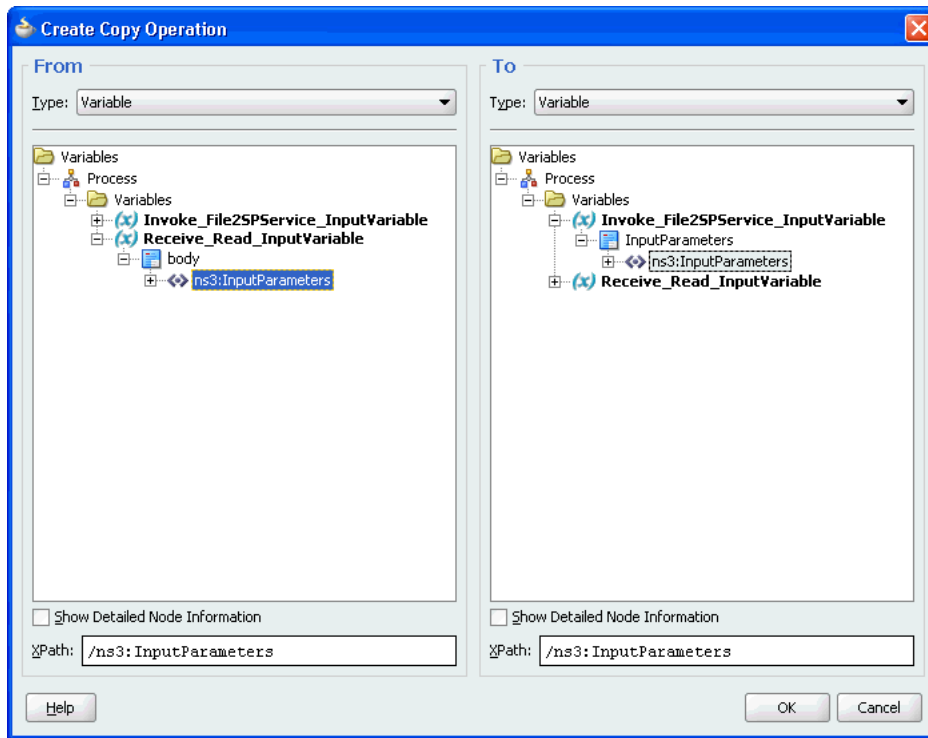 Create Copy Operation
From
Type: Variable
Variables
Process
Variables
Invoke_File2SPService_InputVariable
Receive_Read_InputVariable
body
ns3:InputParameters
Show Detailed Node Information
XPath: /ns3:InputParameters
To
Type: Variable
Variables
Process
Variables
Invoke_File2SPService_InputVariable
InputParameters
ns3:InputParameters
Receive_Read_InputVariable
Show Detailed Node Information
XPath: /ns3:InputParameters
Help
OK
Cancel